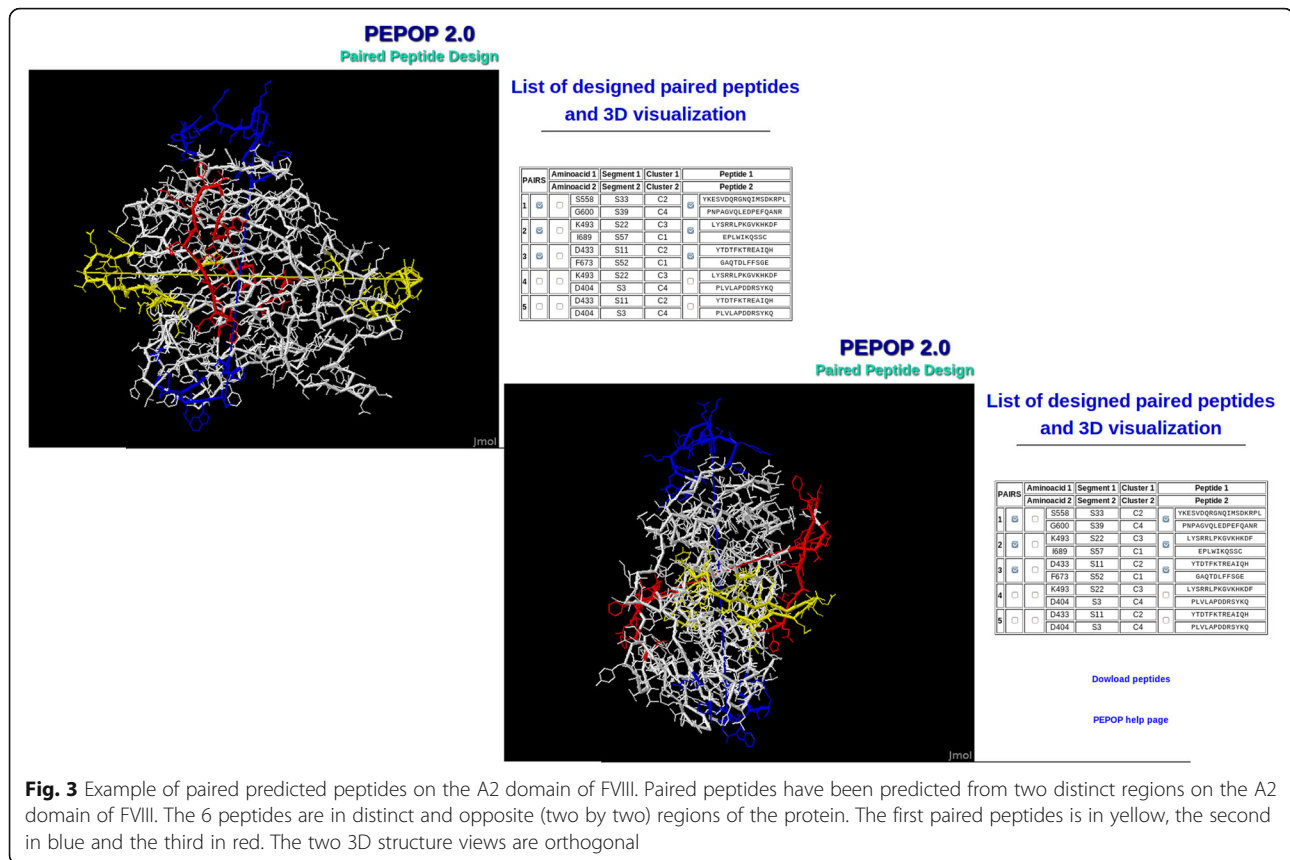 PEPOP 2.0
Paired Peptide Design
List of designed paired peptides
and 3D visualization
PAIRS Aminoacid 1 Segment 1 Cluster 1 Peptide 1
Aminoacid 2 Segment 2 Cluster 2 Peptide 2
1 S558 S33 C2 YKESVDQRGNQIMSDKRPL
G600 S39 C4 PNPAGVQLEDPEFQANR
2 K493 S22 C3 LYSRRLPKGVKHKDF
I689 S57 C1 EPLWIKQSSC
3 D433 S11 C2 YTDTFKTREAIQH
F673 S52 C1 GAQTDLFFSGE
4 K493 S22 C3 LYSRRLPKGVKHKDF
D404 S3 C4 PLVLAPDDRSYKQ
5 D433 S11 C2 YTDTFKTREAIQH
D404 S3 C4 PLVLAPDDRSYKQ
Jmol
PEPOP 2.0
Paired Peptide Design
List of designed paired peptides
and 3D visualization
PAIRS Aminoacid 1 Segment 1 Cluster 1 Peptide 1
Aminoacid 2 Segment 2 Cluster 2 Peptide 2
1 S558 S33 C2 YKESVDQRGNQIMSDKRPL
G600 S39 C4 PNPAGVQLEDPEFQANR
2 K493 S22 C3 LYSRRLPKGVKHKDF
I689 S57 C1 EPLWIKQSSC
3 D433 S11 C2 YTDTFKTREAIQH
F673 S52 C1 GAQTDLFFSGE
4 K493 S22 C3 LYSRRLPKGVKHKDF
D404 S3 C4 PLVLAPDDRSYKQ
5 D433 S11 C2 YTDTFKTREAIQH
D404 S3 C4 PLVLAPDDRSYKQ
Dowload peptides
PEPOP help page
Jmol
Fig. 3 Example of paired predicted peptides on the A2 domain of FVIII. Paired peptides have been predicted from two distinct regions on the A2
domain of FVIII. The 6 peptides are in distinct and opposite (two by two) regions of the protein. The first paired peptides is in yellow, the second
in blue and the third in red. The two 3D structure views are orthogonal